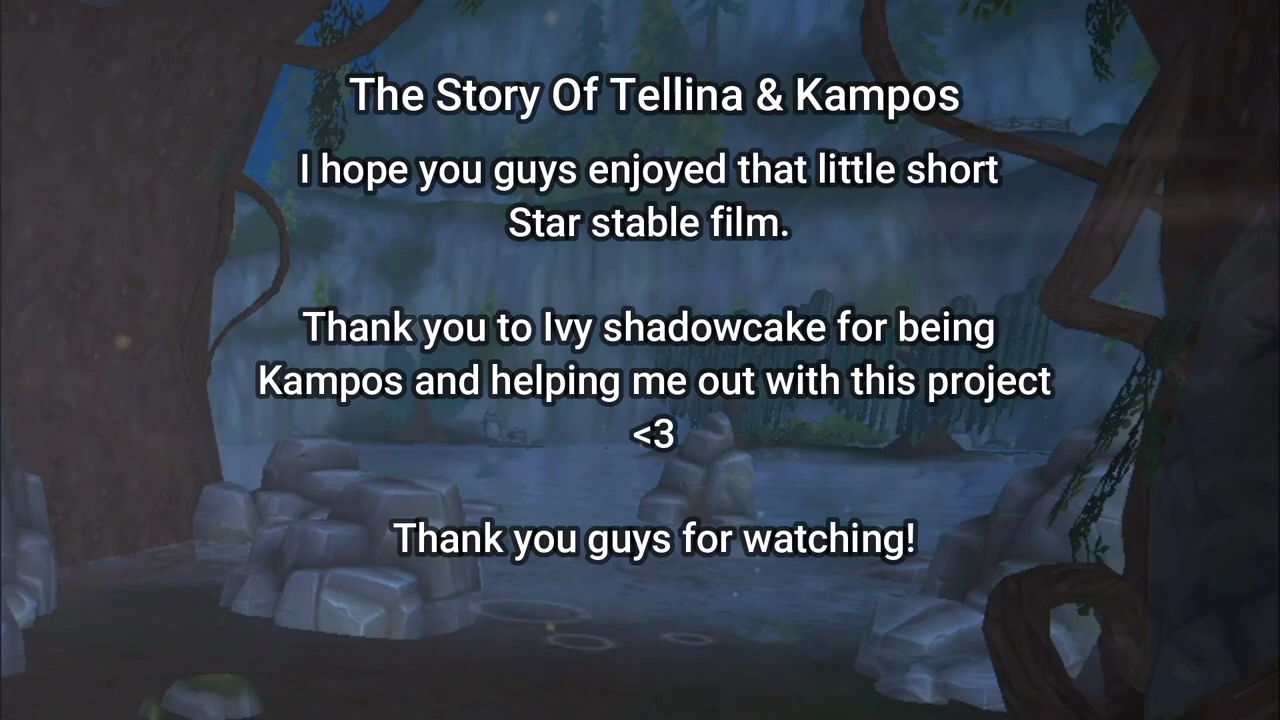 The Story Of Tellina & Kampos
I hope you guys enjoyed that little short
Star stable film.
Thank you to Ivy shadowcake for being
Kampos and helping me out with this project
<3
Thank you guys for watching!